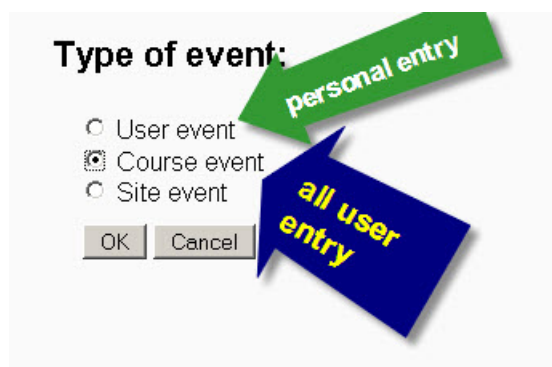 Type of event:
personal entry
User event
Course event
Site event
all user
entry
OK Cancel